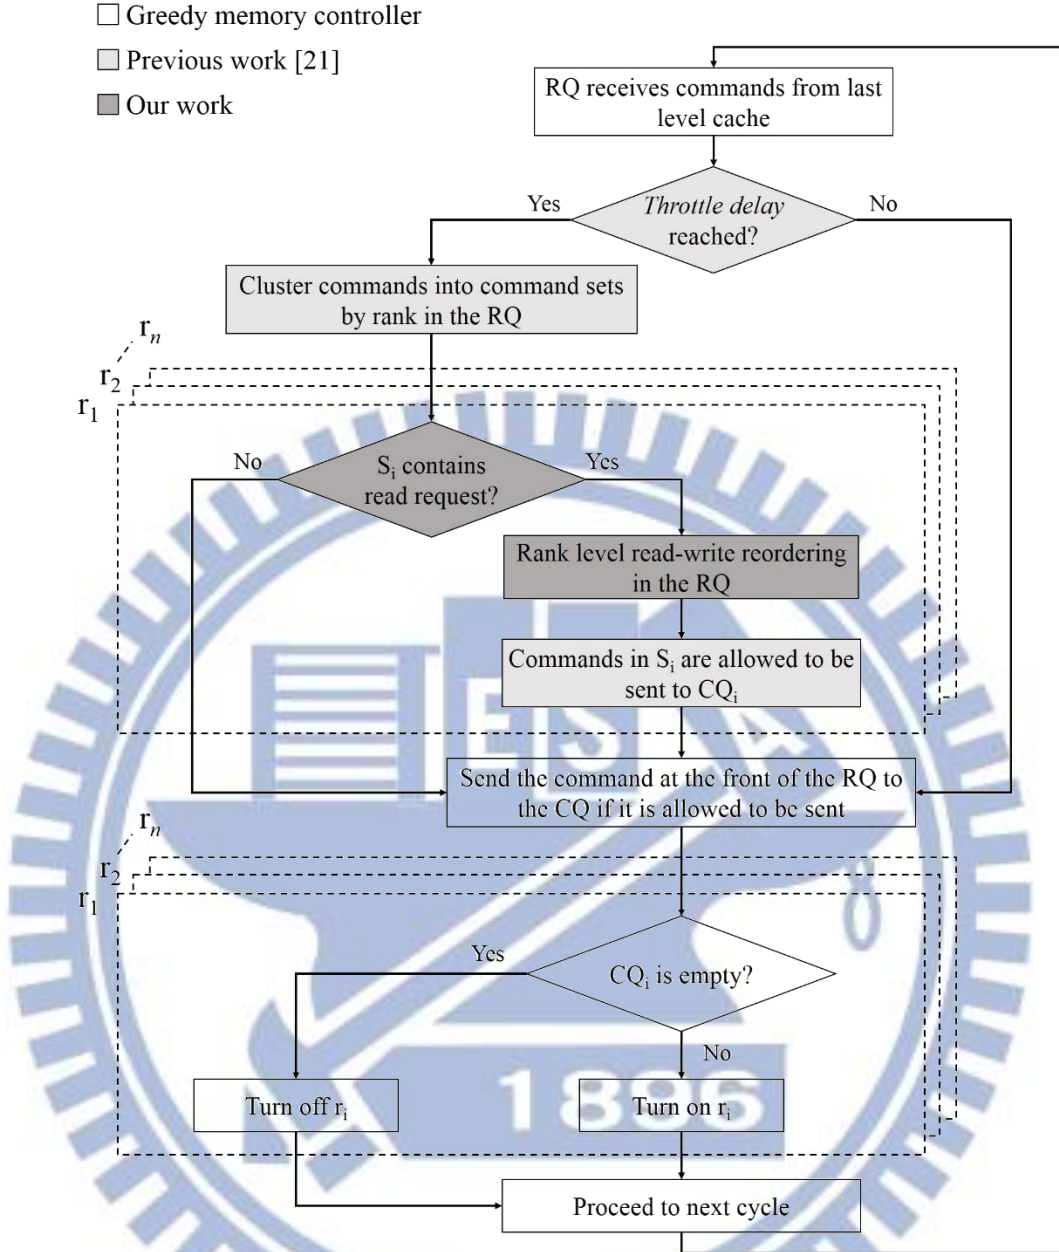 Greedy memory controller
Previous work [21]
Our work
RQ receives commands from last
level cache
Throttle delay
reached?
Yes
No
Cluster commands into command sets
by rank in the RQ
rₙ
r₂
r₁
Sᵢ contains
read request?
No
Yes
Rank level read-write reordering
in the RQ
Commands in Sᵢ are allowed to be
sent to CQᵢ
Send the command at the front of the RQ to
the CQ if it is allowed to be sent
rₙ
r₂
r₁
CQᵢ is empty?
Yes
No
Turn off rᵢ
Turn on rᵢ
Proceed to next cycle
E S A
1896